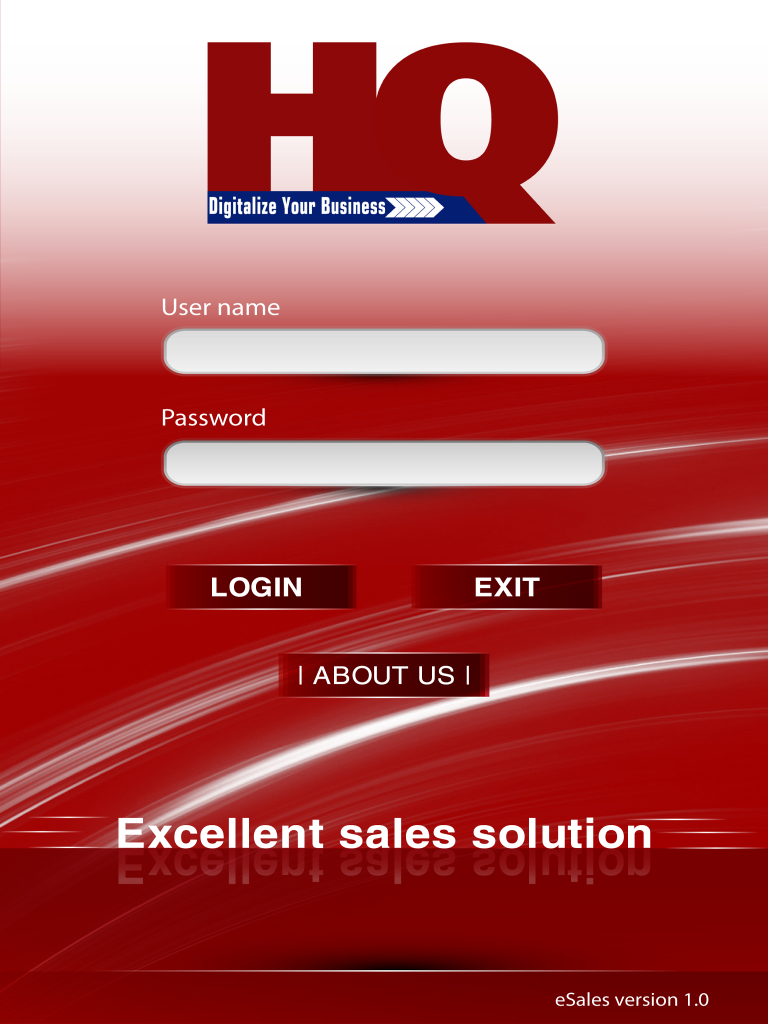 HQ
Digitalize Your Business
User name
Password
LOGIN
EXIT
| ABOUT US |
Excellent sales solution
eSales version 1.0